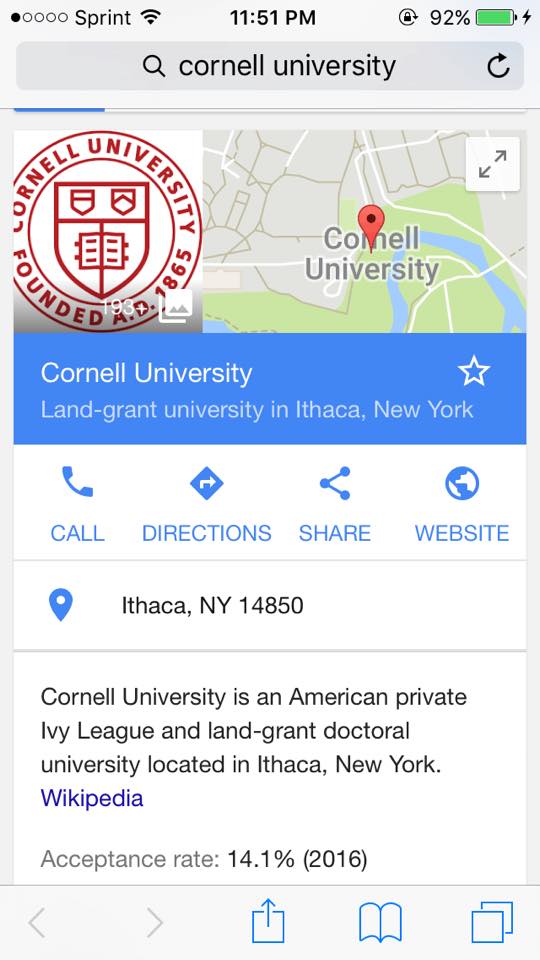 Sprint 11:51 PM 92%
cornell university
CORNELL UNIVERSITY
FOUNDED A.D. 1865
193+
Cornell
University
Cornell University
Land-grant university in Ithaca, New York
CALL DIRECTIONS SHARE WEBSITE
Ithaca, NY 14850
Cornell University is an American private
Ivy League and land-grant doctoral
university located in Ithaca, New York.
Wikipedia
Acceptance rate: 14.1% (2016)